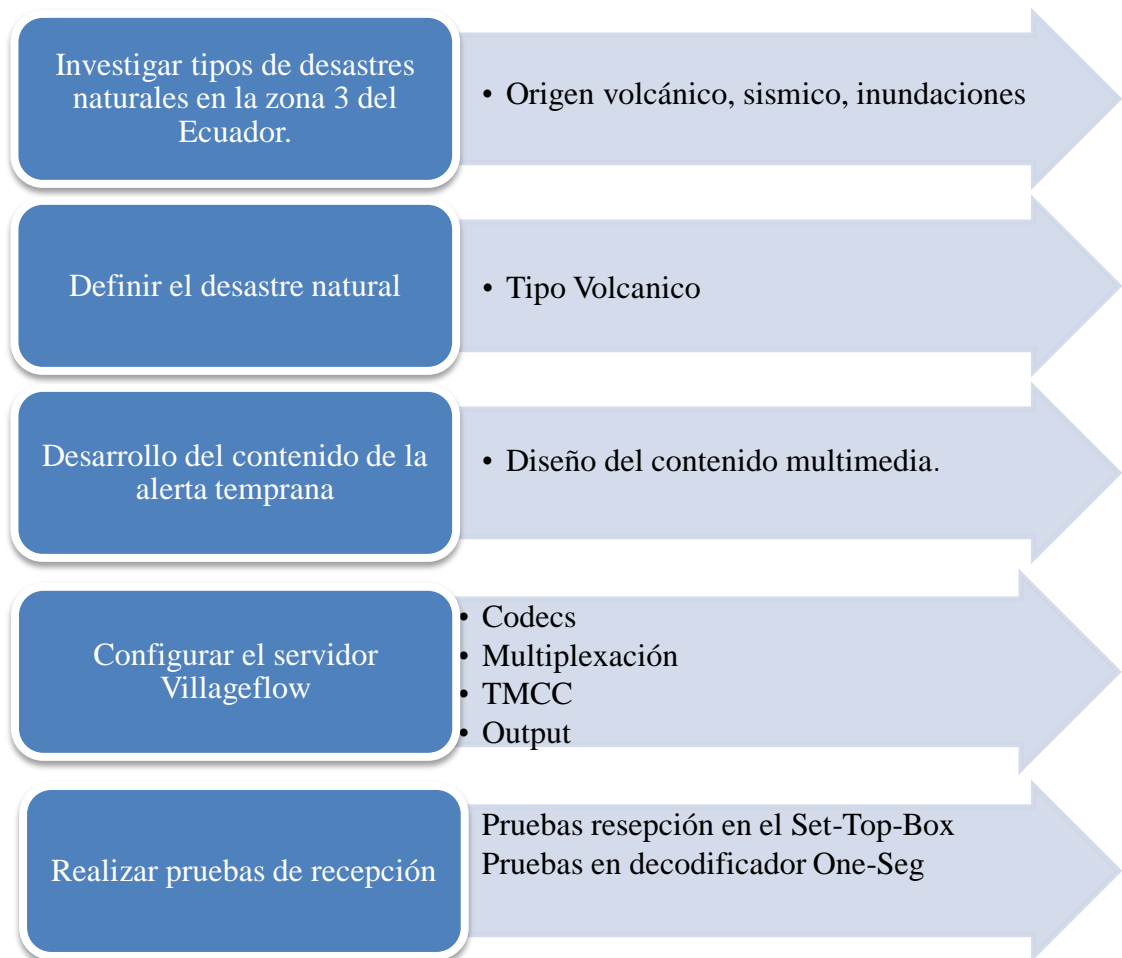 Investigar tipos de desastres
naturales en la zona 3 del
Ecuador.
• Origen volcánico, sismico, inundaciones
Definir el desastre natural
• Tipo Volcanico
Desarrollo del contenido de la
alerta temprana
• Diseño del contenido multimedia.
Configurar el servidor
Villageflow
• Codecs
• Multiplexación
• TMCC
• Output
Realizar pruebas de recepción
Pruebas resepción en el Set-Top-Box
Pruebas en decodificador One-Seg